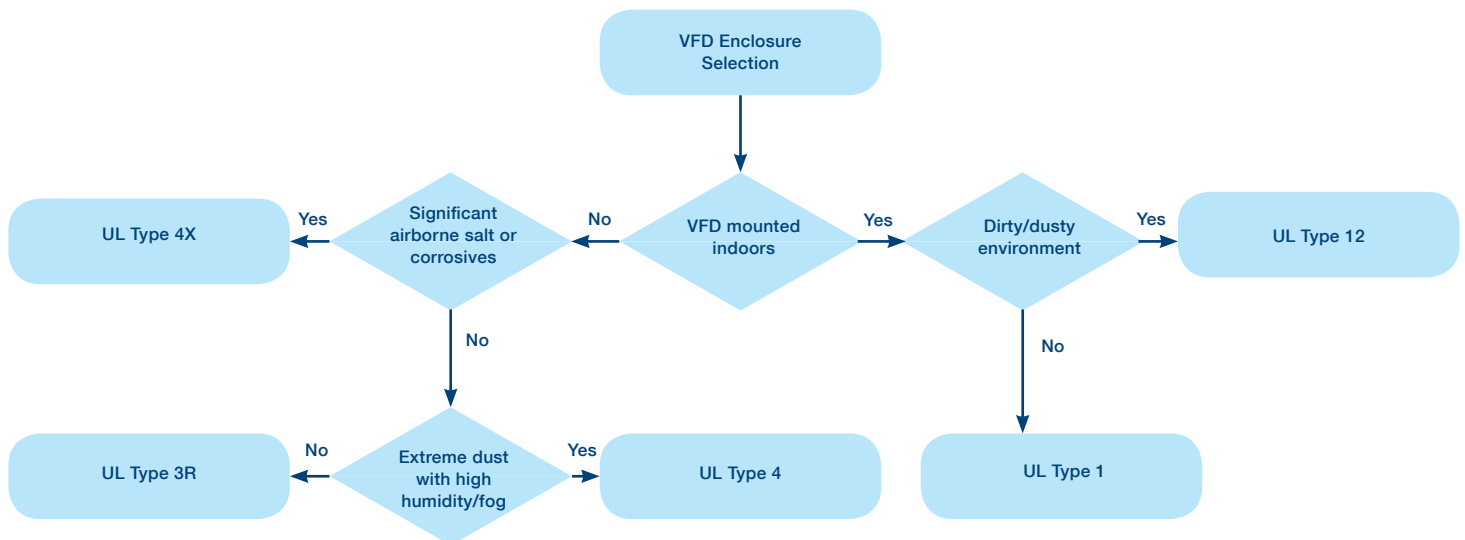 VFD Enclosure
Selection
UL Type 4X
Yes
Significant
airborne salt or
corrosives
No
VFD mounted
indoors
Yes
Dirty/dusty
environment
Yes
UL Type 12
No
No
UL Type 3R
No
Extreme dust
with high
humidity/fog
Yes
UL Type 4
UL Type 1